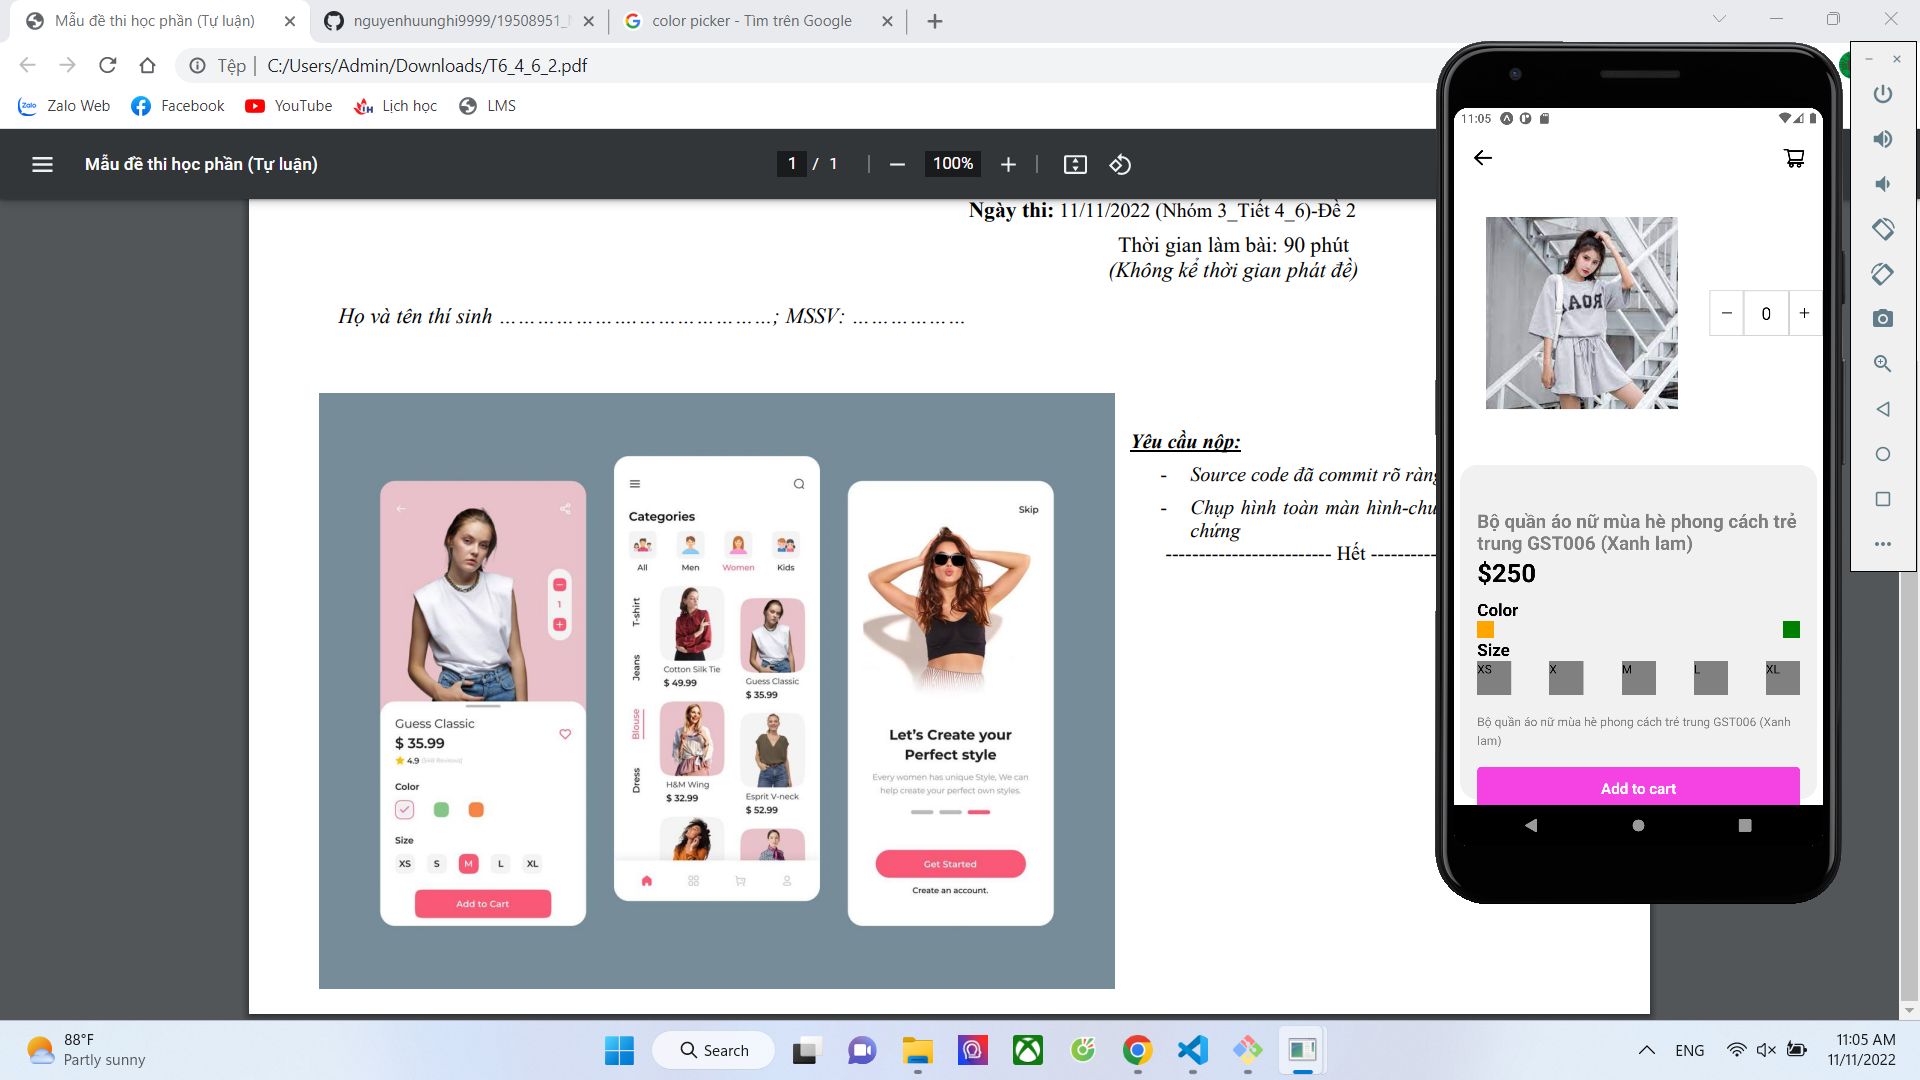 Mẫu đề thi học phần (Tự luận)
nguyenhuunghi9999/19508951_
color picker - Tìm trên Google
Tệp
C:/Users/Admin/Downloads/T6_4_6_2.pdf
Zalo Web
Facebook
YouTube
Lịch học
LMS
Mẫu đề thi học phần (Tự luận)
1 / 1
100%
Ngày thi: 11/11/2022 (Nhóm 3_Tiết 4_6)-Đề 2
Thời gian làm bài: 90 phút
(Không kể thời gian phát đề)
Họ và tên thí sinh ……………………………………; MSSV: ………………
Yêu cầu nộp:
- Source code đã commit rõ ràng
- Chụp hình toàn màn hình-chu
chứng
------------------------- Hết ----------
Guess Classic
$ 35.99
4.9 (548 Reviews)
Color
Size
XS S M L XL
Add to Cart
1
Categories
All Men Women Kids
T-shirt
Jeans
Blouse
Dress
Cotton Silk Tie
$ 49.99
Guess Classic
$ 35.99
H&M Wing
$ 32.99
Esprit V-neck
$ 52.99
Skip
Let's Create your
Perfect style
Every women has unique Style, We can
help create your perfect own styles.
Get Started
Create an account.
11:05
ROA
0
Bộ quần áo nữ mùa hè phong cách trẻ
trung GST006 (Xanh lam)
$250
Color
Size
XS X M L XL
Bộ quần áo nữ mùa hè phong cách trẻ trung GST006 (Xanh
lam)
Add to cart
88°F
Partly sunny
Search
ENG
11:05 AM
11/11/2022